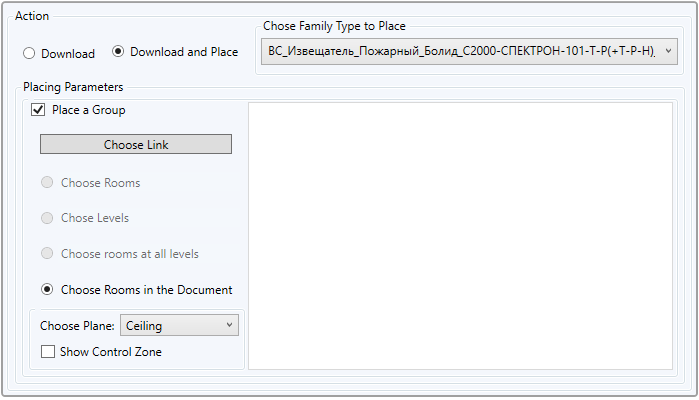 Action
Download
Download and Place
Chose Family Type to Place
ВС_Извещатель_Пожарный_Болид_С2000-СПЕКТРОН-101-Т-Р(+Т-Р-Н)_
Placing Parameters
Place a Group
Choose Link
Choose Rooms
Chose Levels
Choose rooms at all levels
Choose Rooms in the Document
Choose Plane: Ceiling
Show Control Zone